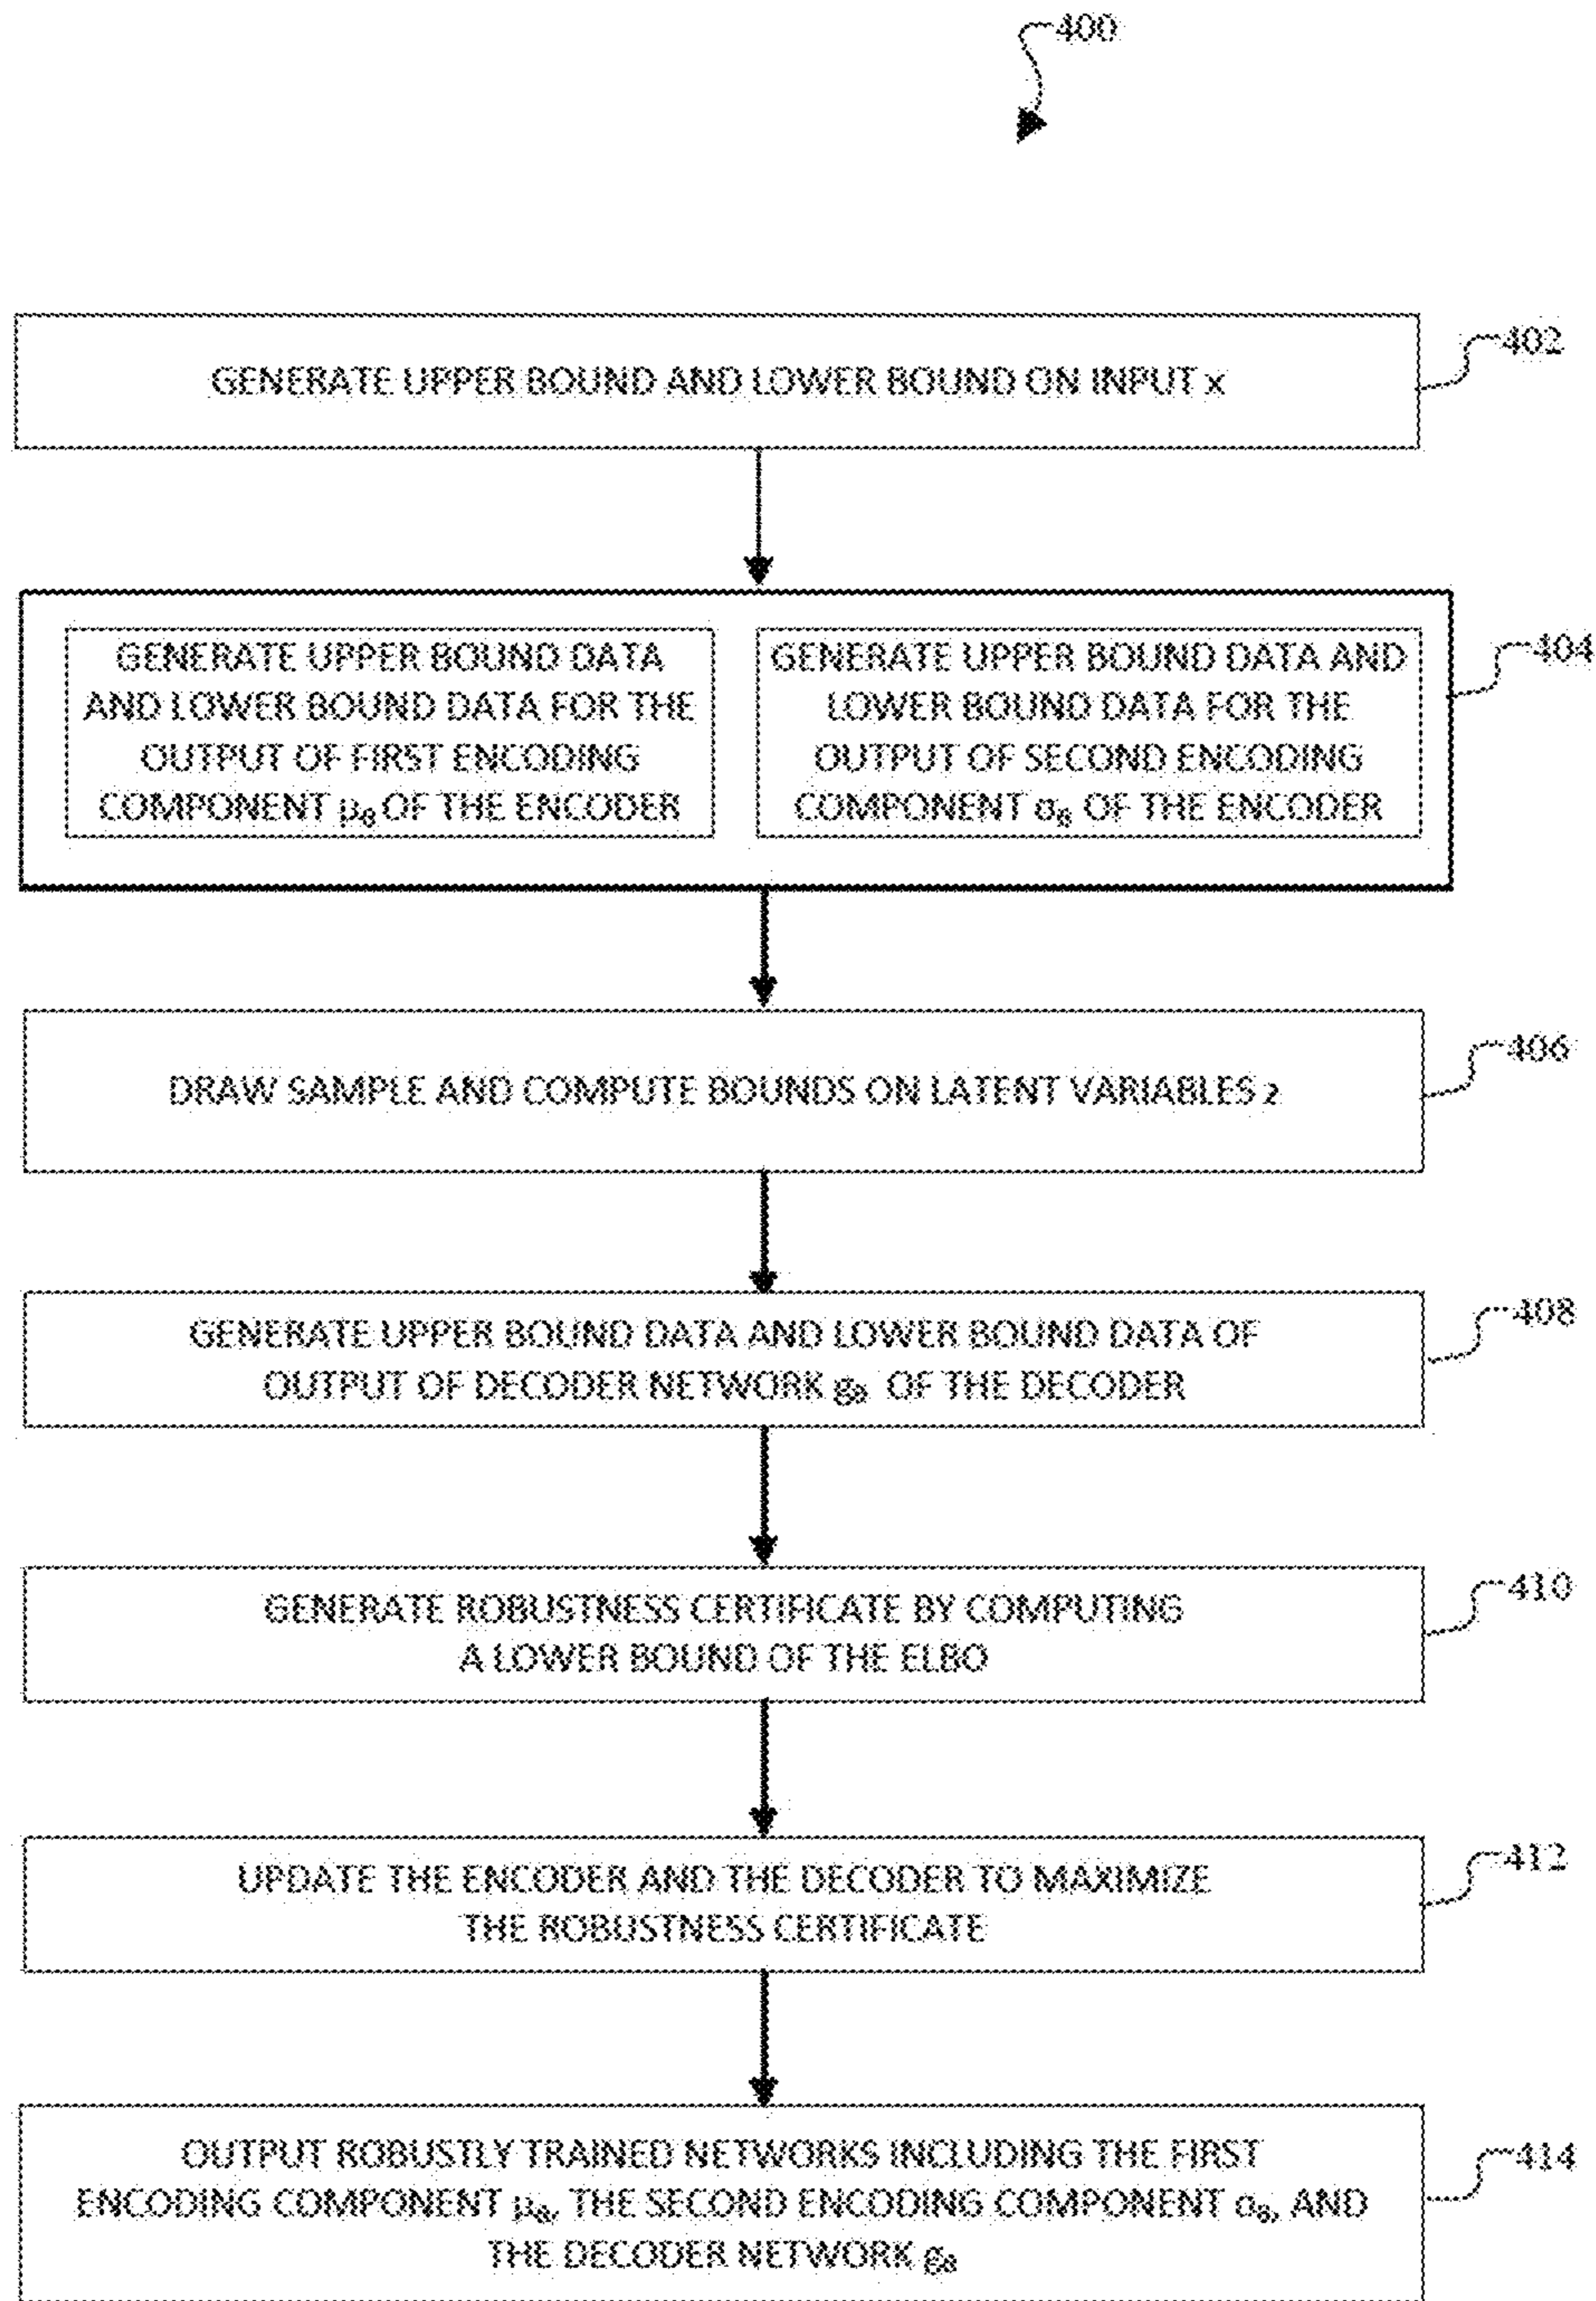 400
GENERATE UPPER BOUND AND LOWER BOUND ON INPUT x
402
GENERATE UPPER BOUND DATA
AND LOWER BOUND DATA FOR THE
OUTPUT OF FIRST ENCODING
COMPONENT μθ OF THE ENCODER
GENERATE UPPER BOUND DATA AND
LOWER BOUND DATA FOR THE
OUTPUT OF SECOND ENCODING
COMPONENT σθ OF THE ENCODER
404
DRAW SAMPLE AND COMPUTE BOUNDS ON LATENT VARIABLES z
406
GENERATE UPPER BOUND DATA AND LOWER BOUND DATA OF
OUTPUT OF DECODER NETWORK gθ OF THE DECODER
408
GENERATE ROBUSTNESS CERTIFICATE BY COMPUTING
A LOWER BOUND OF THE ELBO
410
UPDATE THE ENCODER AND THE DECODER TO MAXIMIZE
THE ROBUSTNESS CERTIFICATE
412
OUTPUT ROBUSTLY TRAINED NETWORKS INCLUDING THE FIRST
ENCODING COMPONENT μθ, THE SECOND ENCODING COMPONENT σθ, AND
THE DECODER NETWORK gθ
414